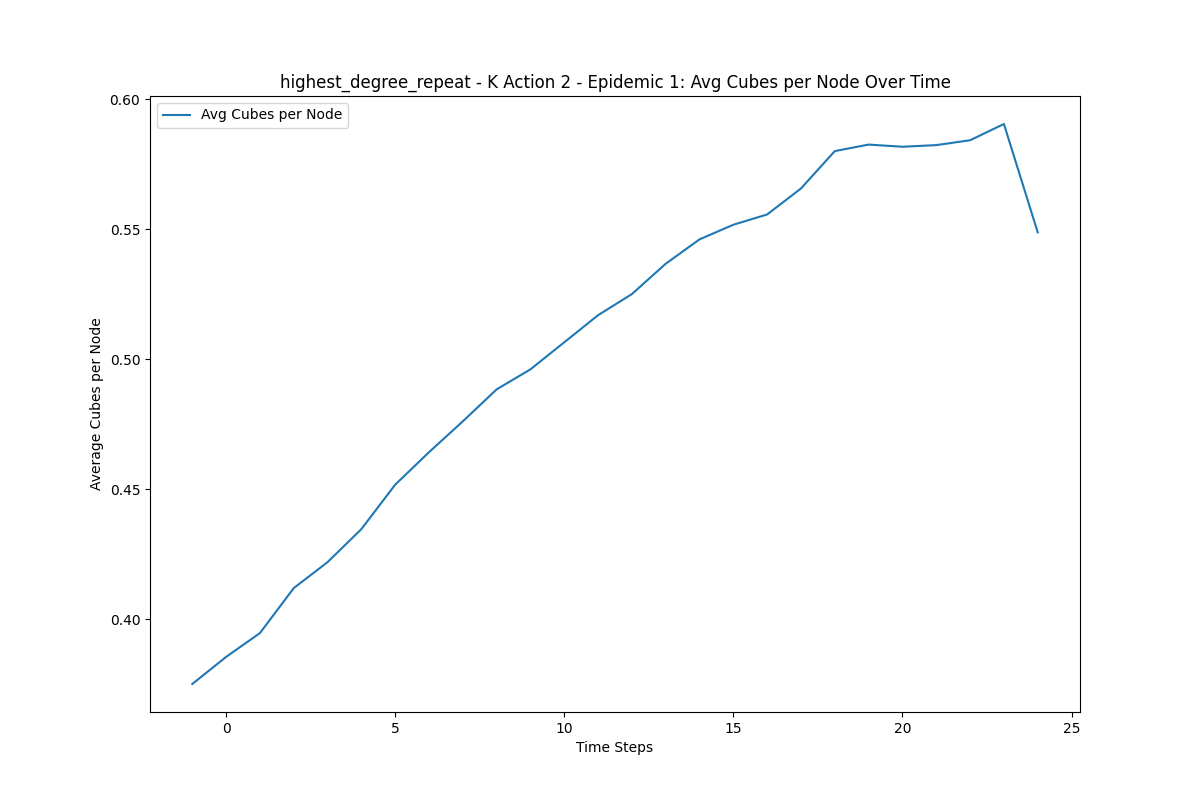 highest_degree_repeat - K Action 2 - Epidemic 1: Avg Cubes per Node Over Time
Avg Cubes per Node
Average Cubes per Node
0.60
0.55
0.50
0.45
0.40
0 5 10 15 20 25
Time Steps